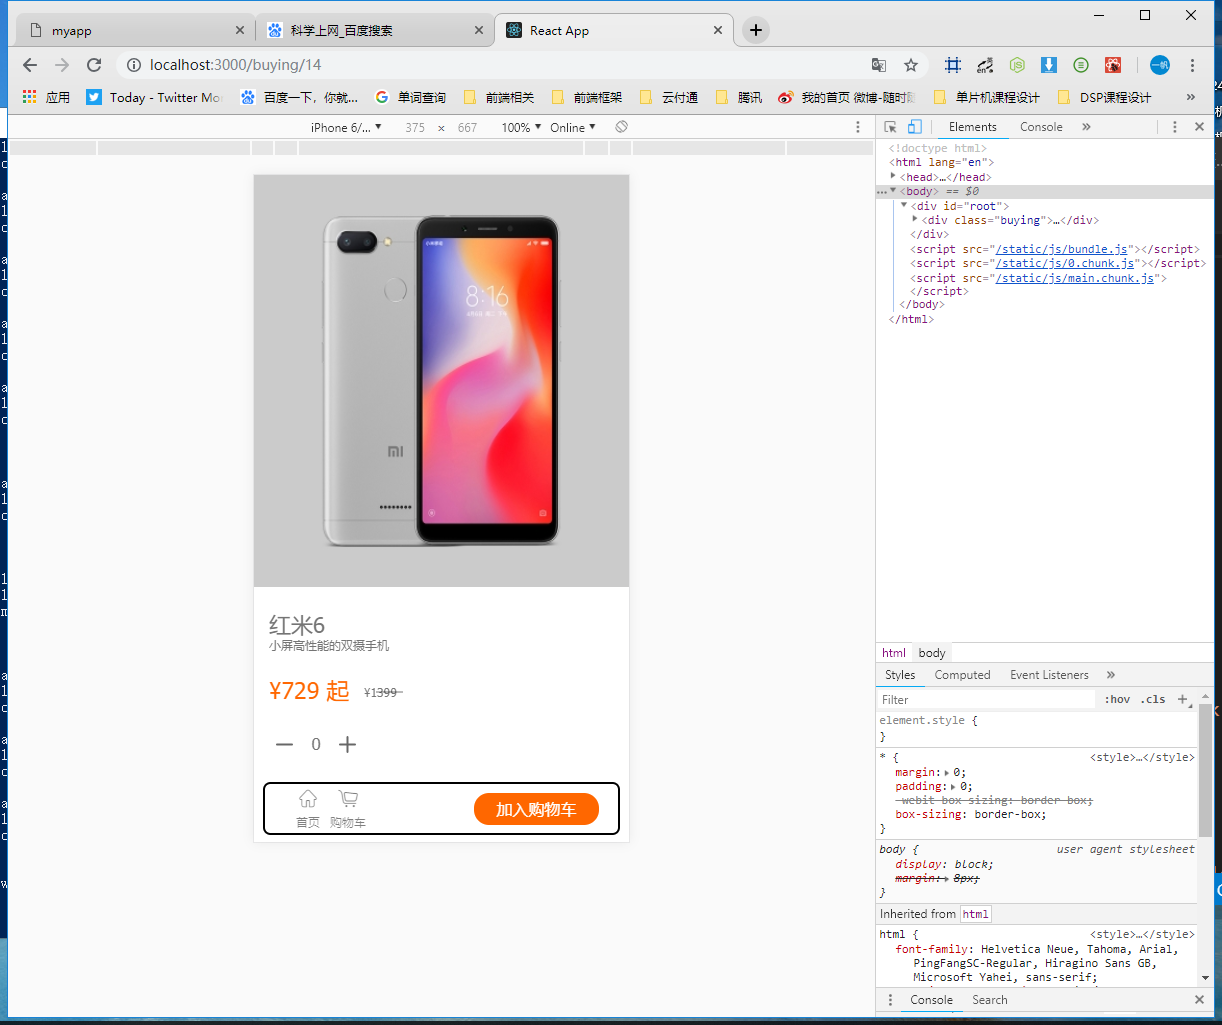 myapp
科学上网_百度搜索
React App
localhost:3000/buying/14
应用
Today - Twitter Mo
百度一下，你就...
单词查询
前端相关
前端框架
云付通
腾讯
我的首页 微博-随时随
单片机课程设计
DSP课程设计
»
iPhone 6/... ▼ 375 × 667 100% ▼ Online ▼
Elements Console »
<!doctype html>
<html lang="en">
<head>…</head>
<body> == $0
<div id="root">
<div class="buying">…</div>
</div>
<script src="/static/js/bundle.js"></script>
<script src="/static/js/0.chunk.js"></script>
<script src="/static/js/main.chunk.js">
</script>
</body>
</html>
8:16
mi
红米6
小屏高性能的双摄手机
¥729 起 ¥1399
0
首页 购物车
加入购物车
html body
Styles Computed Event Listeners »
Filter :hov .cls +
element.style {
}
* { <style>…</style>
margin: 0;
padding: 0;
-webit-box-sizing: border-box;
box-sizing: border-box;
}
body { user agent stylesheet
display: block;
margin: 8px;
}
Inherited from html
html { <style>…</style>
font-family: Helvetica Neue, Tahoma, Arial,
PingFangSC-Regular, Hiragino Sans GB,
Microsoft Yahei, sans-serif;
Console Search